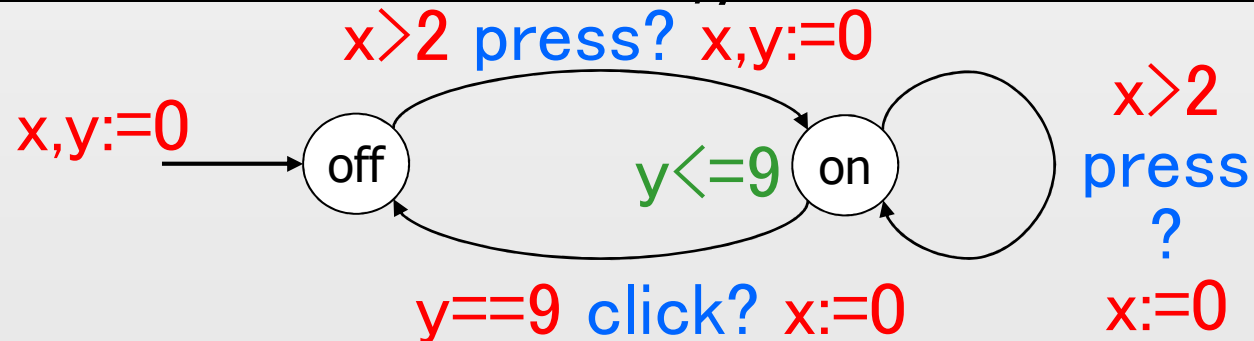 x>2 press? x,y:=0
x,y:=0
off
y<=9
on
x>2
press
?
x:=0
y==9 click? x:=0